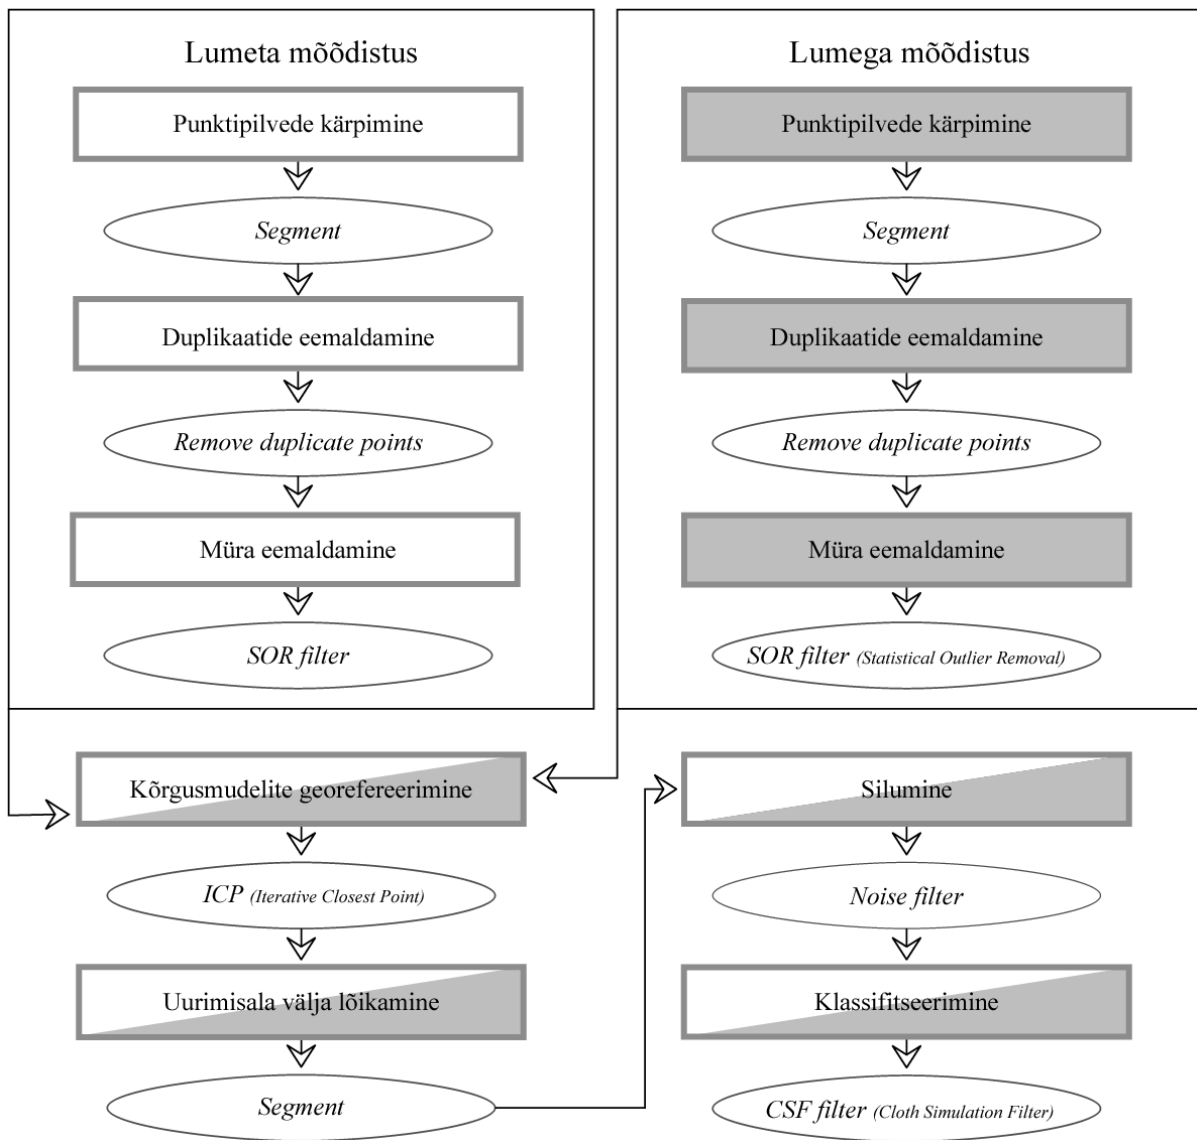 Lumeta mõõdistus
Punktipilvede kärpimine
Segment
Duplikaatide eemaldamine
Remove duplicate points
Müra eemaldamine
SOR filter
Lumega mõõdistus
Punktipilvede kärpimine
Segment
Duplikaatide eemaldamine
Remove duplicate points
Müra eemaldamine
SOR filter (Statistical Outlier Removal)
Kõrgusmudelite georefereerimine
ICP (Iterative Closest Point)
Uurimisala välja lõikamine
Segment
Silumine
Noise filter
Klassifitseerimine
CSF filter (Cloth Simulation Filter)